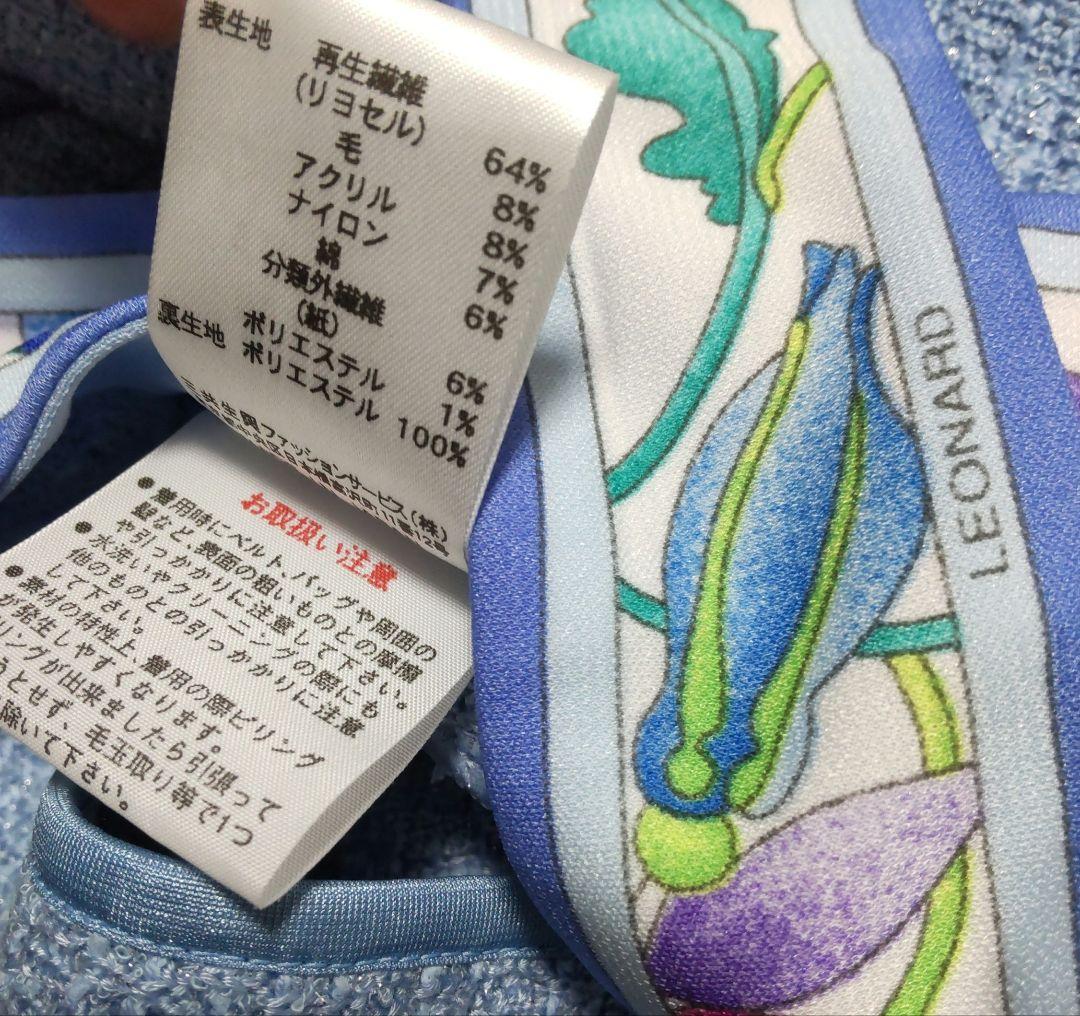 表生地
再生繊維
(リヨセル) 64%
毛 8%
アクリル 8%
ナイロン 7%
綿 6%
分類外繊維
(紙) 6%
ポリエステル 1%
裏生地 ポリエステル 100%
三共生興ファッションサービス(株)
お取扱い注意
●着用時にベルト、バッグや周囲の
髪など、表面の粗いものとの摩擦
や引っかかりに注意して下さい。
●水洗いやクリーニングの際にも
他のものとの引っかかりに注意
して下さい。
●素材の特性上、着用の際ピリング
が発生しやすくなります。
リングが出来ましたら引張って
うとせず、毛玉取り等で1つ
除いて下さい。
LEONARD